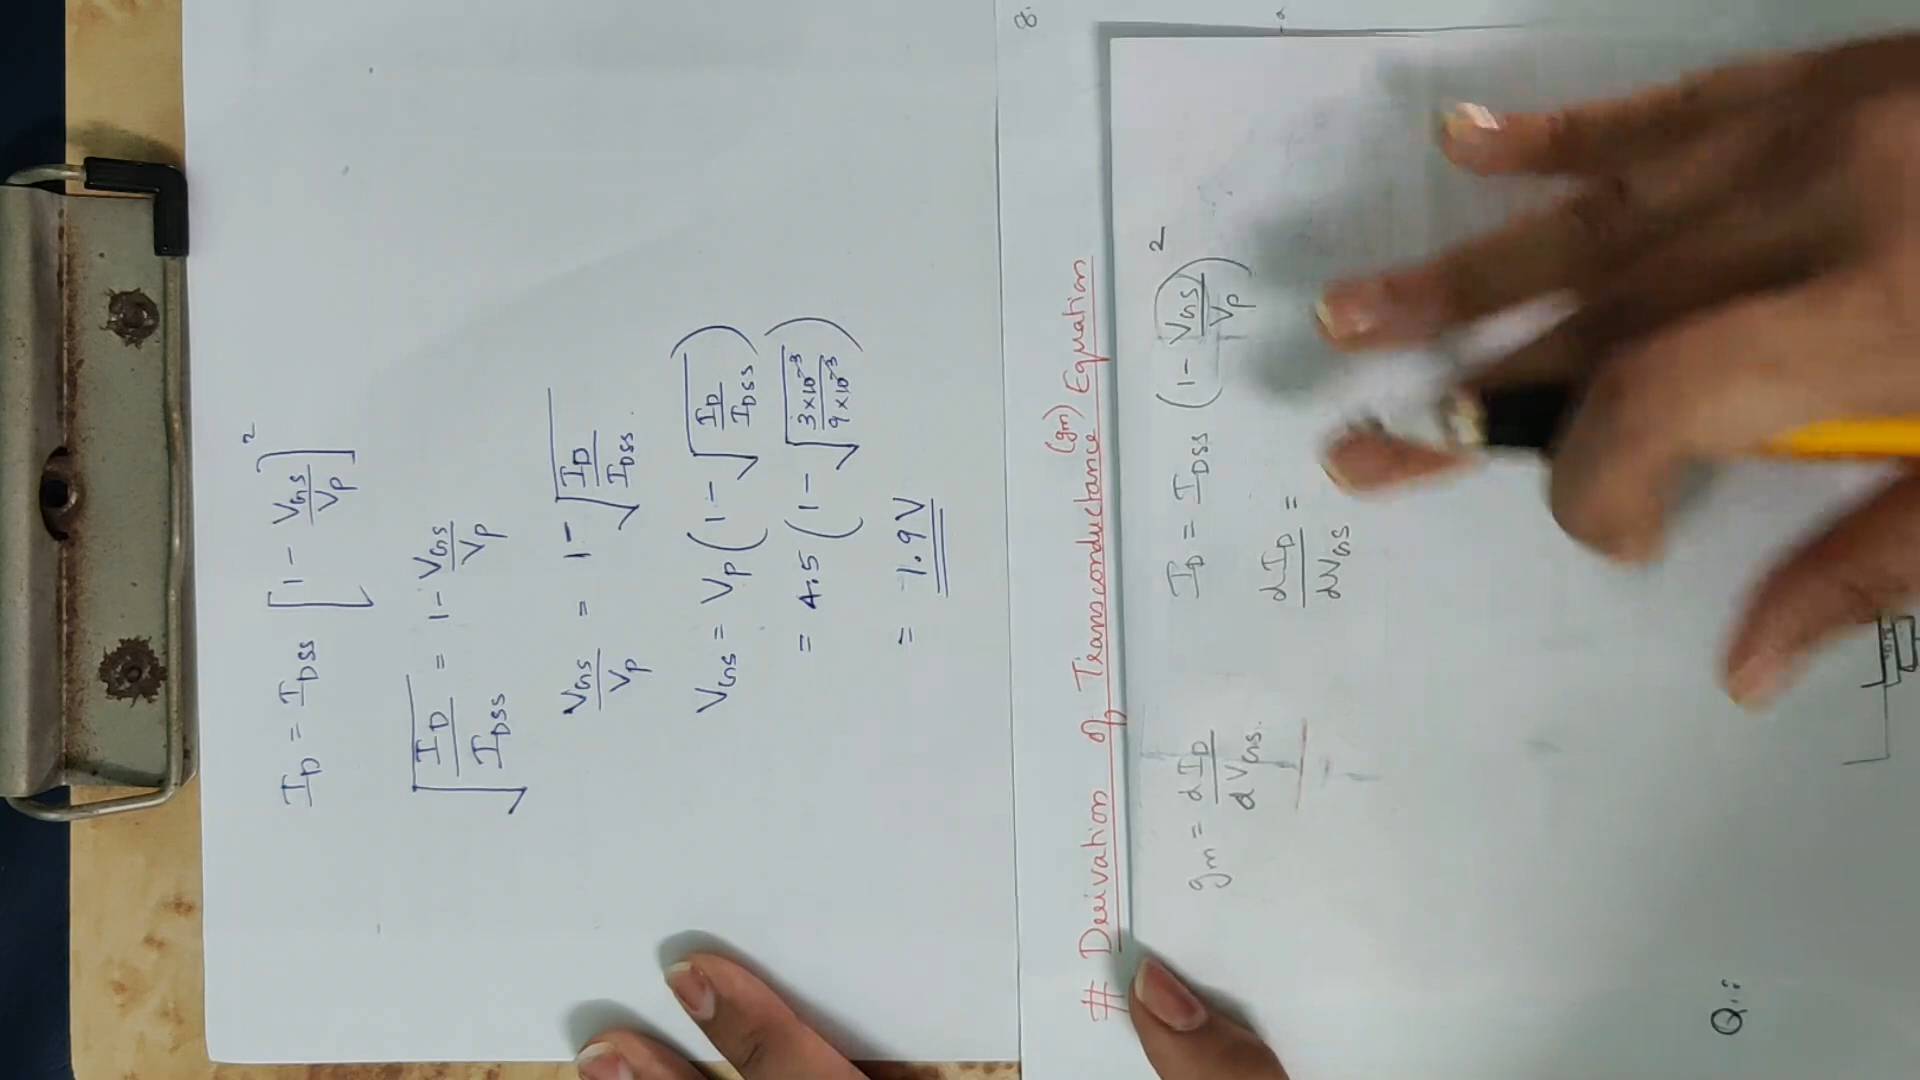 I_D = I_DSS [1 - V_GS/V_P]²
√(I_D/I_DSS) = 1 - V_GS/V_P
V_GS/V_P = 1 - √(I_D/I_DSS).
V_GS = V_P (1 - √(I_D/I_DSS))
= 4.5 (1 - √(3×10⁻³/9×10⁻³))
= 1.9V
8.
# Derivation of Transconductance (gm) Equation
gm = dI_D/dV_GS.
I_D = I_DSS (1 - V_GS/V_P)²
dI_D/dV_GS =
Q.: